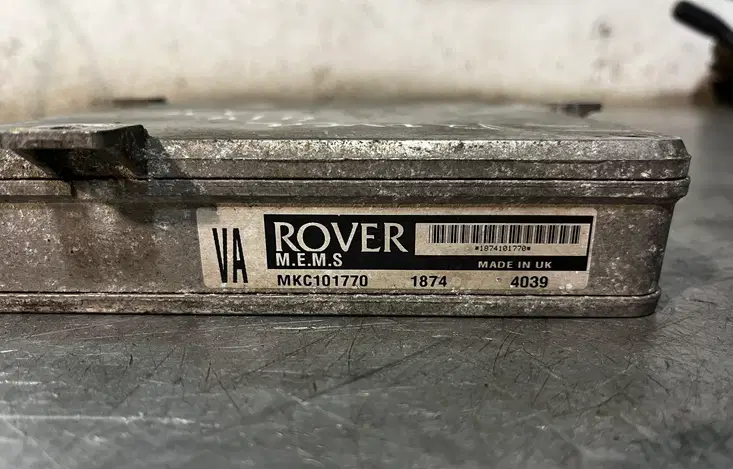 VA
ROVER
M.E.M.S
*1874101770*
MADE IN UK
MKC101770 1874 4039